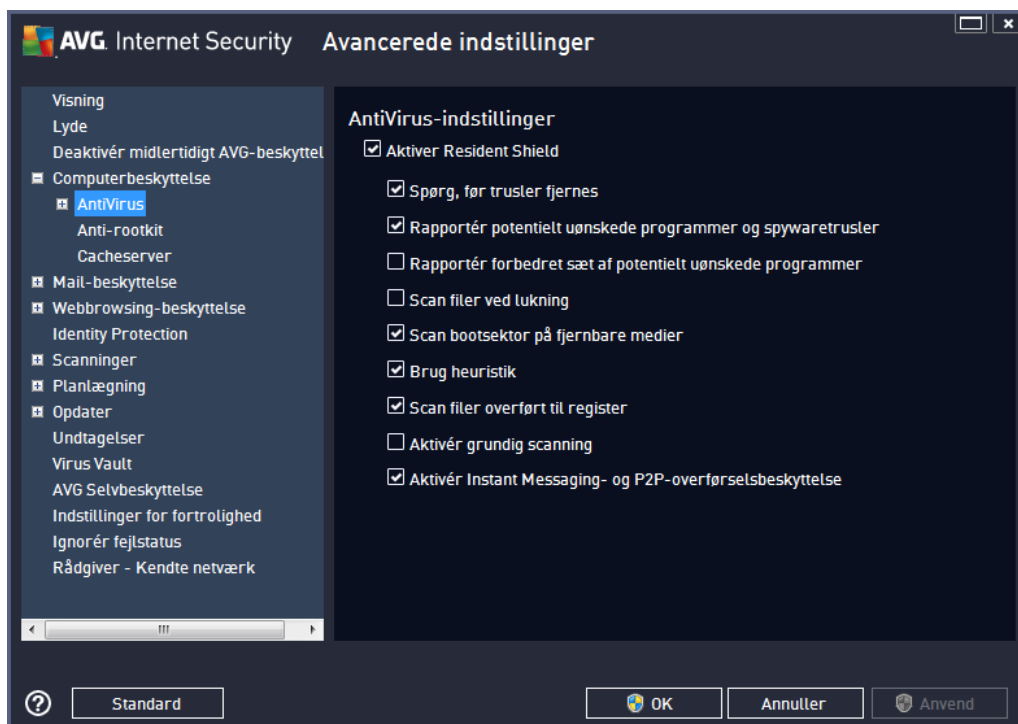 AVG. Internet Security Avancerede indstillinger
Visning
Lyde
Deaktivér midlertidigt AVG-beskyttel
Computerbeskyttelse
AntiVirus
Anti-rootkit
Cacheserver
Mail-beskyttelse
Webbrowsing-beskyttelse
Identity Protection
Scanninger
Planlægning
Opdater
Undtagelser
Virus Vault
AVG Selvbeskyttelse
Indstillinger for fortrolighed
Ignorér fejlstatus
Rådgiver - Kendte netværk
AntiVirus-indstillinger
Aktiver Resident Shield
Spørg, før trusler fjernes
Rapportér potentielt uønskede programmer og spywaretrusler
Rapportér forbedret sæt af potentielt uønskede programmer
Scan filer ved lukning
Scan bootsektor på fjernbare medier
Brug heuristik
Scan filer overført til register
Aktivér grundig scanning
Aktivér Instant Messaging- og P2P-overførselsbeskyttelse
? Standard OK Annuller Anvend